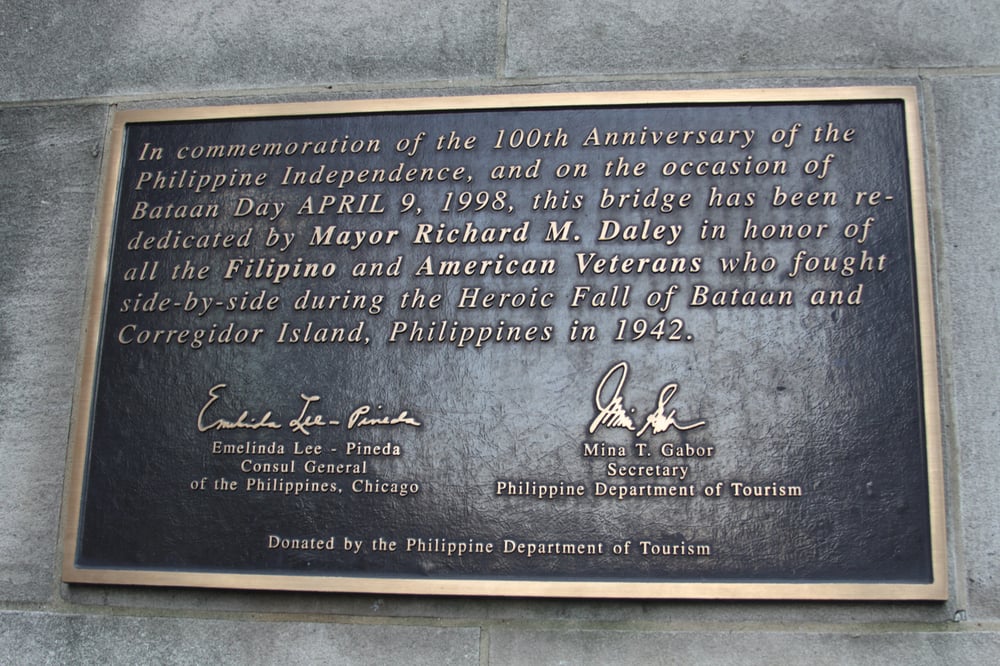 In commemoration of the 100th Anniversary of the
Philippine Independence, and on the occasion of
Bataan Day APRIL 9, 1998, this bridge has been re-
dedicated by Mayor Richard M. Daley in honor of
all the Filipino and American Veterans who fought
side-by-side during the Heroic Fall of Bataan and
Corregidor Island, Philippines in 1942.
Emelinda Lee - Pineda
Emelinda Lee - Pineda
Consul General
of the Philippines, Chicago
Mina T. Gabor
Secretary
Philippine Department of Tourism
Donated by the Philippine Department of Tourism